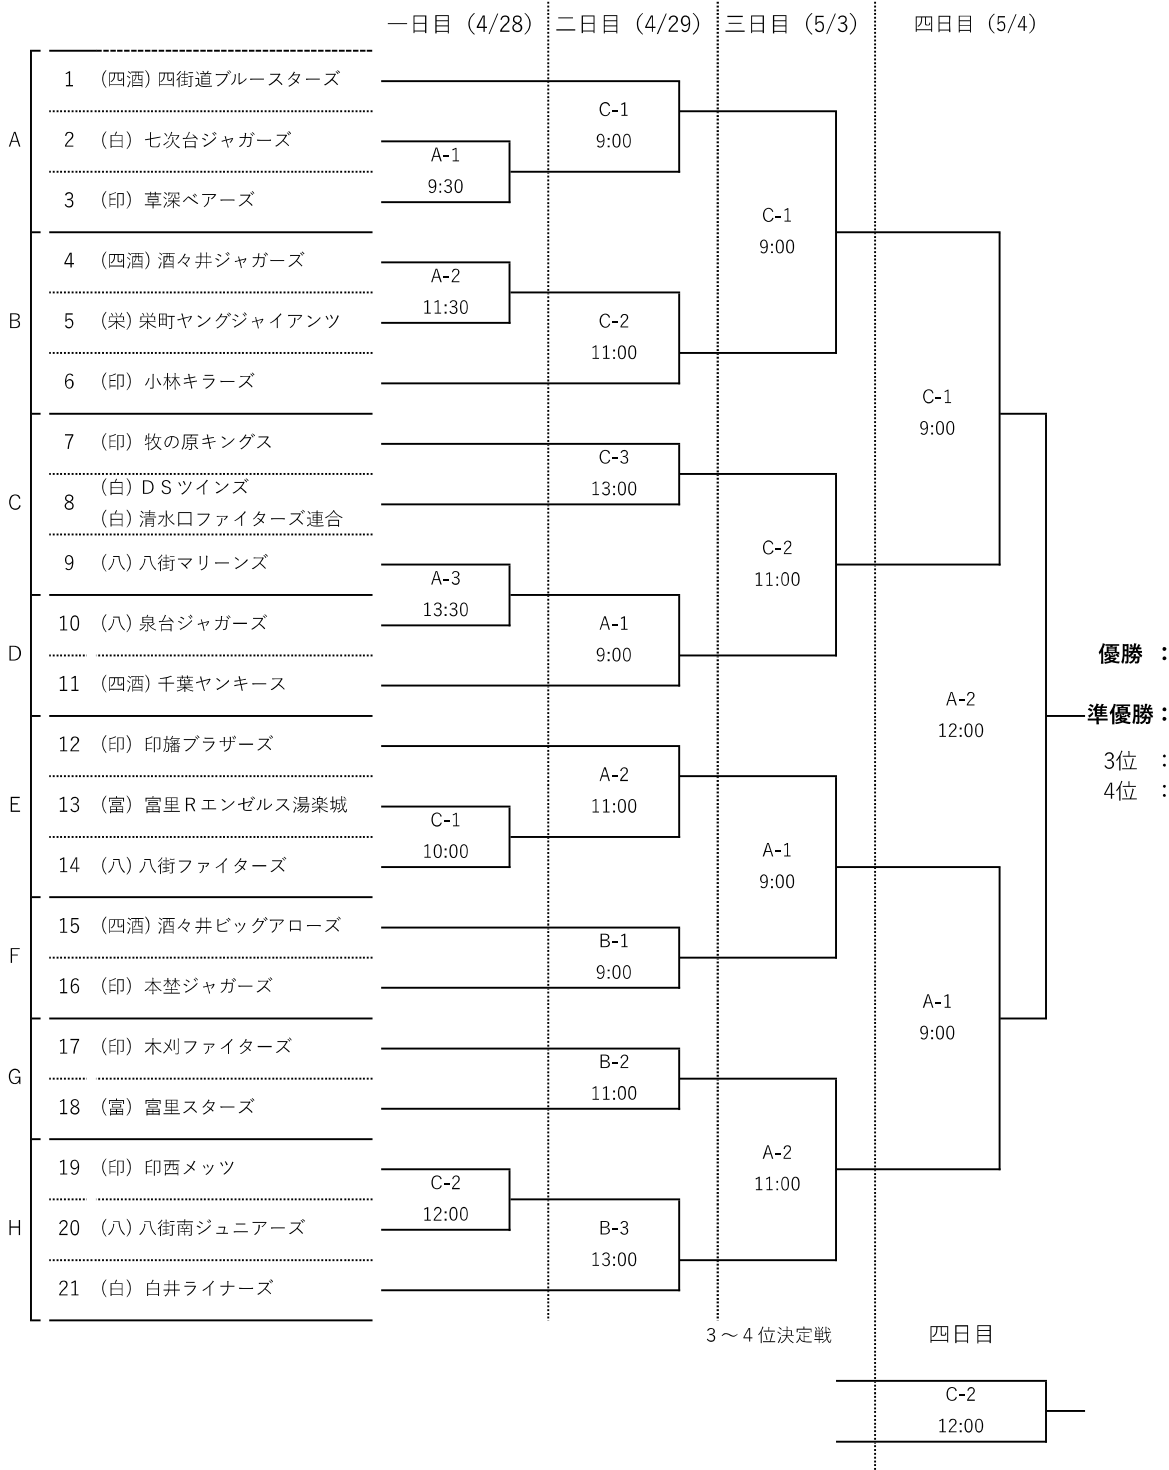 一日目（4/28） 二日目（4/29） 三日目（5/3） 四日目（5/4）
A
1 （四酒）四街道ブルースターズ
2 （白）七次台ジャガーズ
3 （印）草深ベアーズ
A-1
9:30
C-1
9:00
B
4 （四酒）酒々井ジャガーズ
5 （栄）栄町ヤングジャイアンツ
6 （印）小林キラーズ
A-2
11:30
C-2
11:00
C-1
9:00
C
7 （印）牧の原キングス
8 （白）ＤＳツインズ
（白）清水口ファイターズ連合
9 （八）八街マリーンズ
C-3
13:00
A-3
13:30
D
10 （八）泉台ジャガーズ
11 （四酒）千葉ヤンキース
A-1
9:00
C-2
11:00
C-1
9:00
E
12 （印）印旛ブラザーズ
13 （富）富里Ｒエンゼルス湯楽城
14 （八）八街ファイターズ
C-1
10:00
A-2
11:00
F
15 （四酒）酒々井ビッグアローズ
16 （印）本埜ジャガーズ
B-1
9:00
A-1
9:00
G
17 （印）木刈ファイターズ
18 （富）富里スターズ
B-2
11:00
H
19 （印）印西メッツ
20 （八）八街南ジュニアーズ
21 （白）白井ライナーズ
C-2
12:00
B-3
13:00
A-2
11:00
A-1
9:00
A-2
12:00
優勝 ：
準優勝：
3位 ：
4位 ：
３～４位決定戦 四日目
C-2
12:00